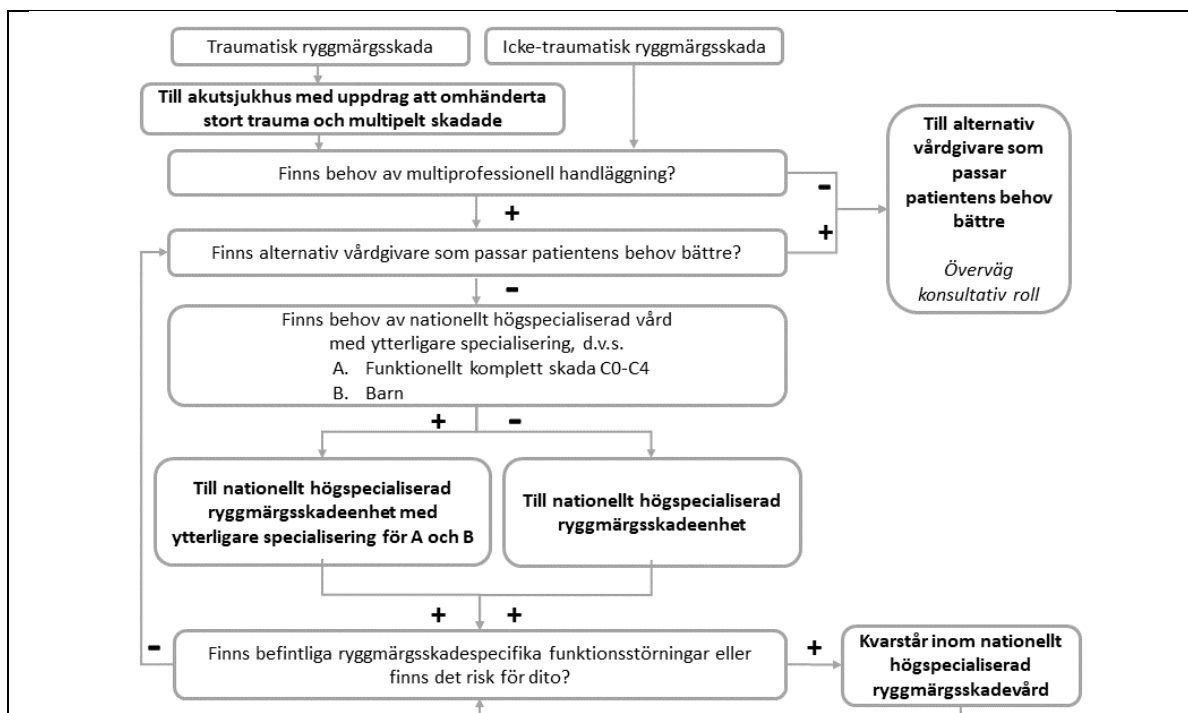 Traumatisk ryggmärgsskada
Icke-traumatisk ryggmärgsskada
Till akutsjukhus med uppdrag att omhänderta
stort trauma och multipelt skadade
Till alternativ
vårdgivare som
passar
patientens behov
bättre
Överväg
konsultativ roll
Finns behov av multiprofessionell handläggning?
-
+
+
Finns alternativ vårdgivare som passar patientens behov bättre?
-
Finns behov av nationellt högspecialiserad vård
med ytterligare specialisering, d.v.s.
A. Funktionellt komplett skada C0-C4
B. Barn
+ -
Till nationellt högspecialiserad
ryggmärgsskadeenhet med
ytterligare specialisering för A och B
Till nationellt högspecialiserad
ryggmärgsskadeenhet
+ +
-
Finns befintliga ryggmärgsskadespecifika funktionsstörningar eller
finns det risk för dito?
+
Kvarstår inom nationellt
högspecialiserad
ryggmärgsskadevård